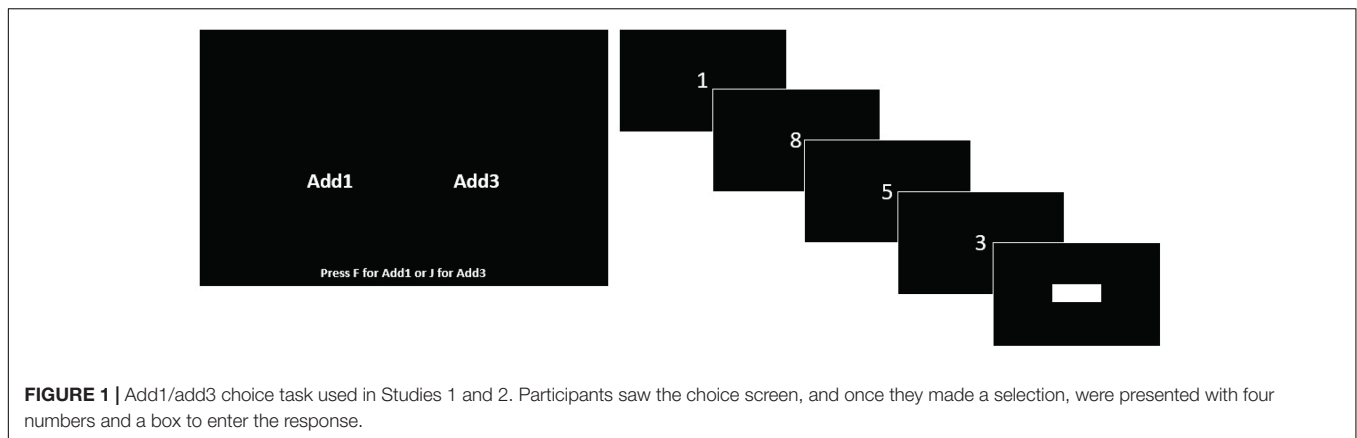 Add1 Add3
Press F for Add1 or J for Add3
1
8
5
3
FIGURE 1 | Add1/add3 choice task used in Studies 1 and 2. Participants saw the choice screen, and once they made a selection, were presented with four
numbers and a box to enter the response.